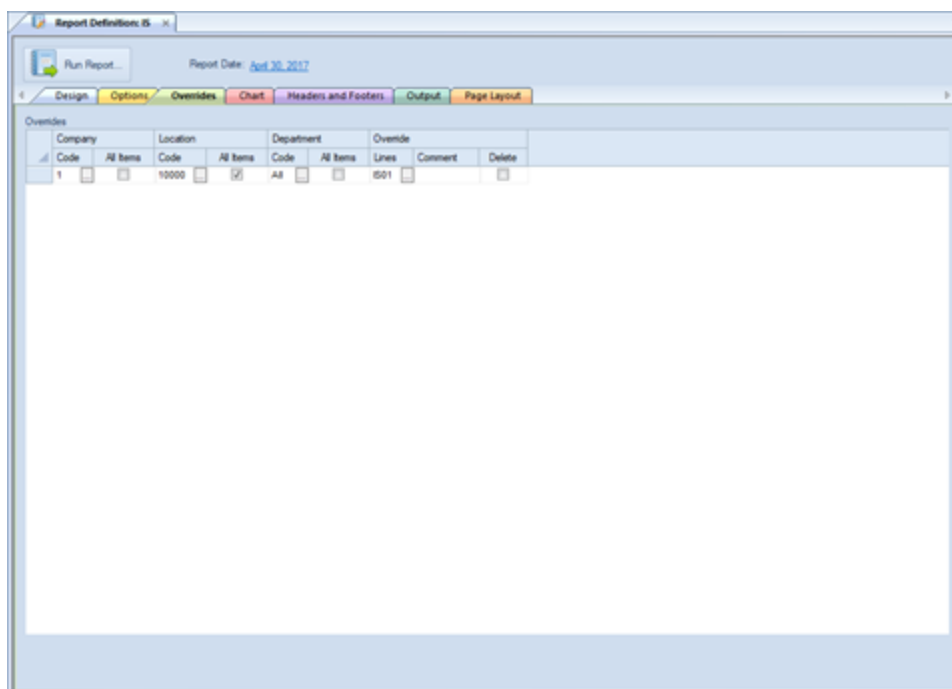 Report Definition: IS
Run Report...
Report Date: April 30, 2017
Design Options Overrides Chart Headers and Footers Output Page Layout
Overrides
Company Location Department Override
Code All Items Code All Items Code All Items Lines Comment Delete
1 ... 10000 ... All ... IS01 ...